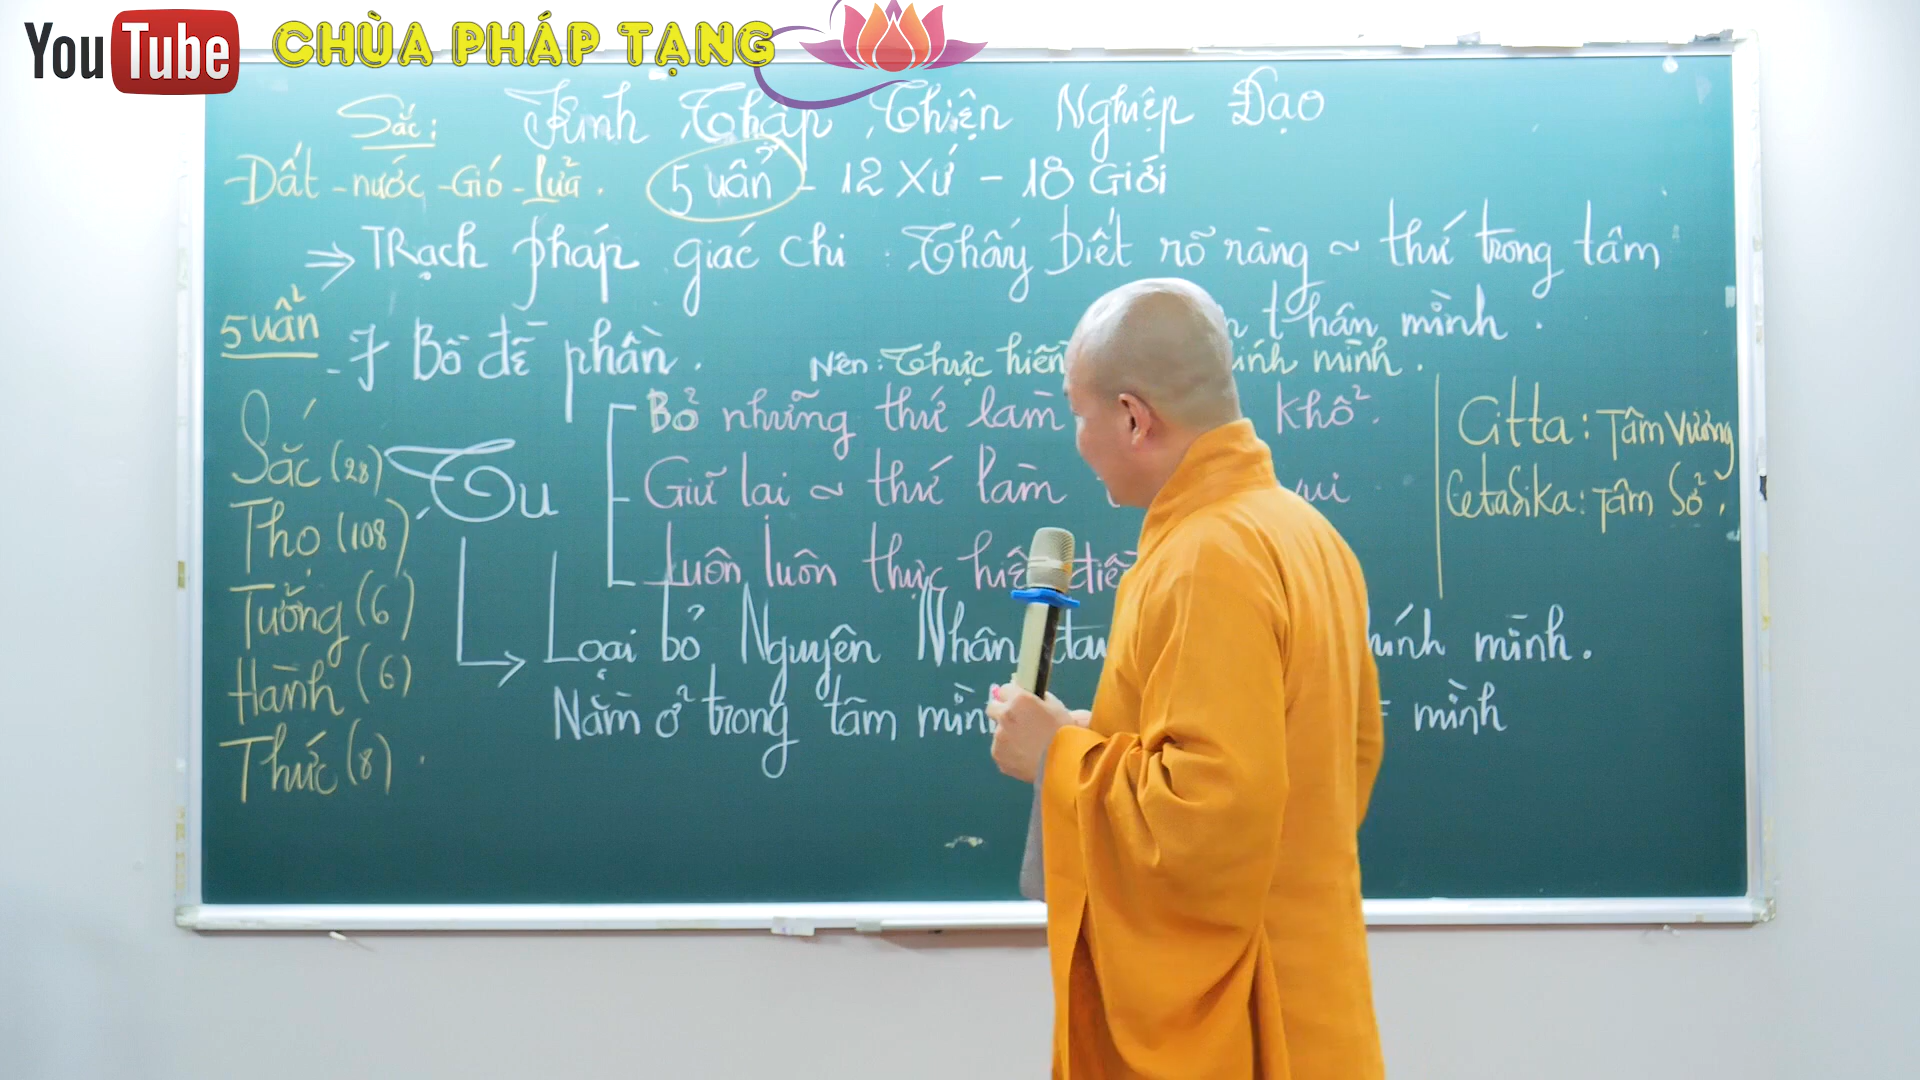 YouTube CHÙA PHÁP TẠNG
Kinh Thập Thiện Nghiệp Đạo
Sắc:
Đất - nước - Gió - Lửa.
5 uẩn - 12 Xứ - 18 Giới
⇒ Trạch pháp giác chi: Thấy biết rõ ràng ~ thứ trong tâm
thân mình.
5 uẩn
- 7 Bồ đề phần.
Nên: Thực hiền mình.
Sắc (28)
Thọ (108)
Tưởng (6)
Hành (6)
Thức (8).
Tu
Bỏ những thứ làm khổ.
Giữ lại ~ thứ làm vui
Luôn luôn thực
Loại bỏ Nguyên Nhân mình.
Nằm ở trong tâm mình
Citta: Tâm Vương
Cetasika: Tâm Sở,